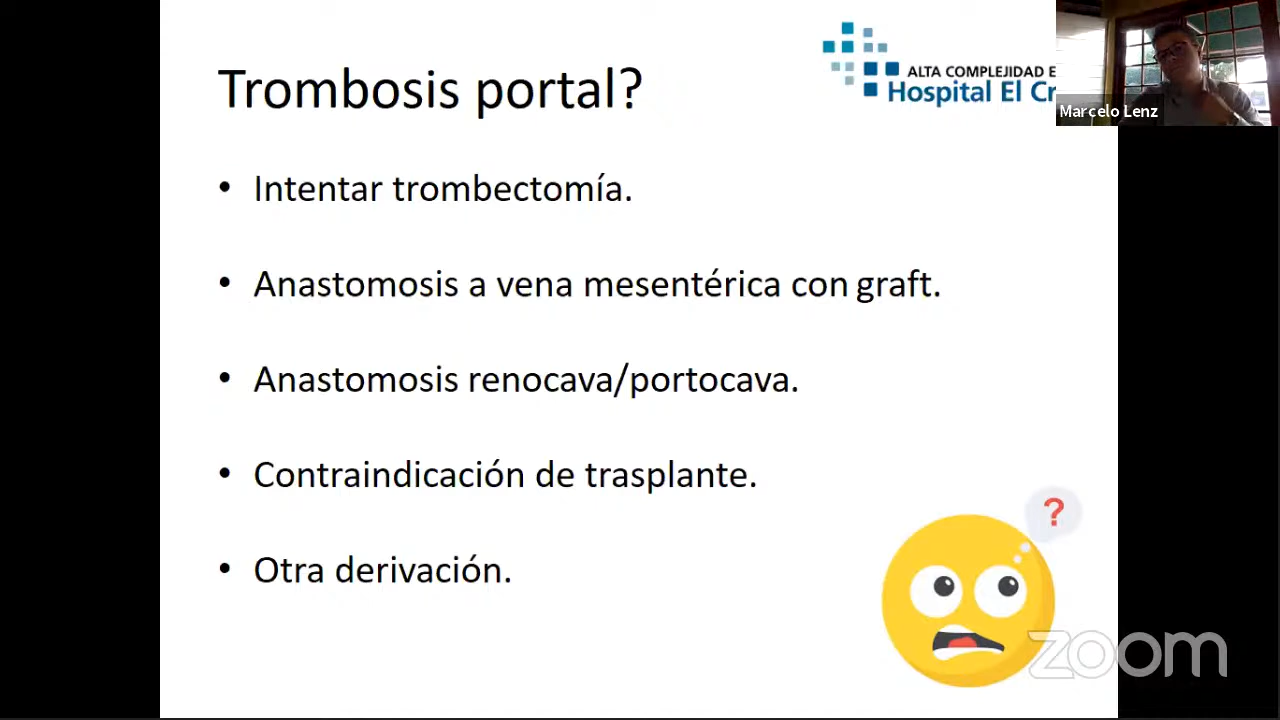 Trombosis portal?
ALTA COMPLEJIDAD E
Hospital El Cr
Marcelo Lenz
• Intentar trombectomía.
• Anastomosis a vena mesentérica con graft.
• Anastomosis renocava/portocava.
• Contraindicación de trasplante.
• Otra derivación.
?
zoom